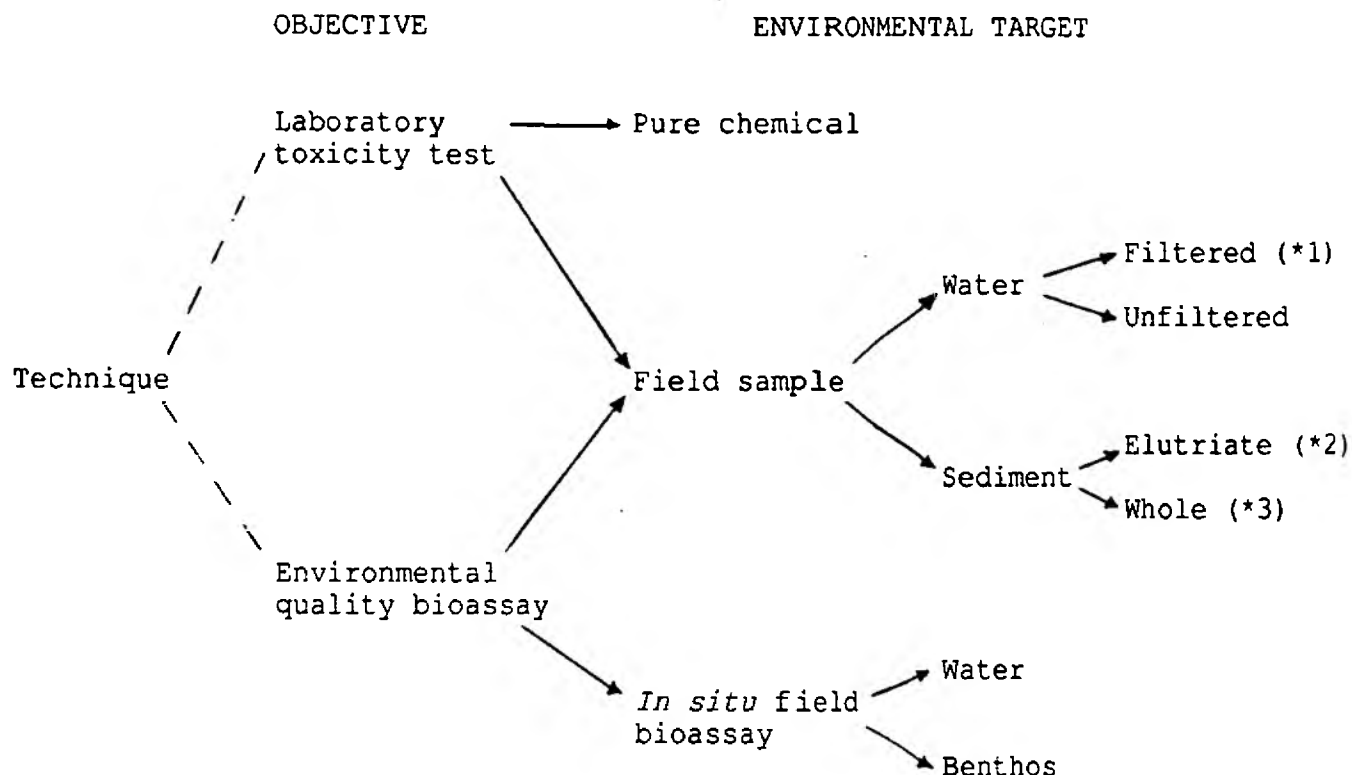 OBJECTIVE
ENVIRONMENTAL TARGET
Laboratory
toxicity test
Pure chemical
Filtered (*1)
Water
Unfiltered
Technique
Field sample
Elutriate (*2)
Sediment
Whole (*3)
Environmental
quality bioassay
Water
In situ field
bioassay
Benthos